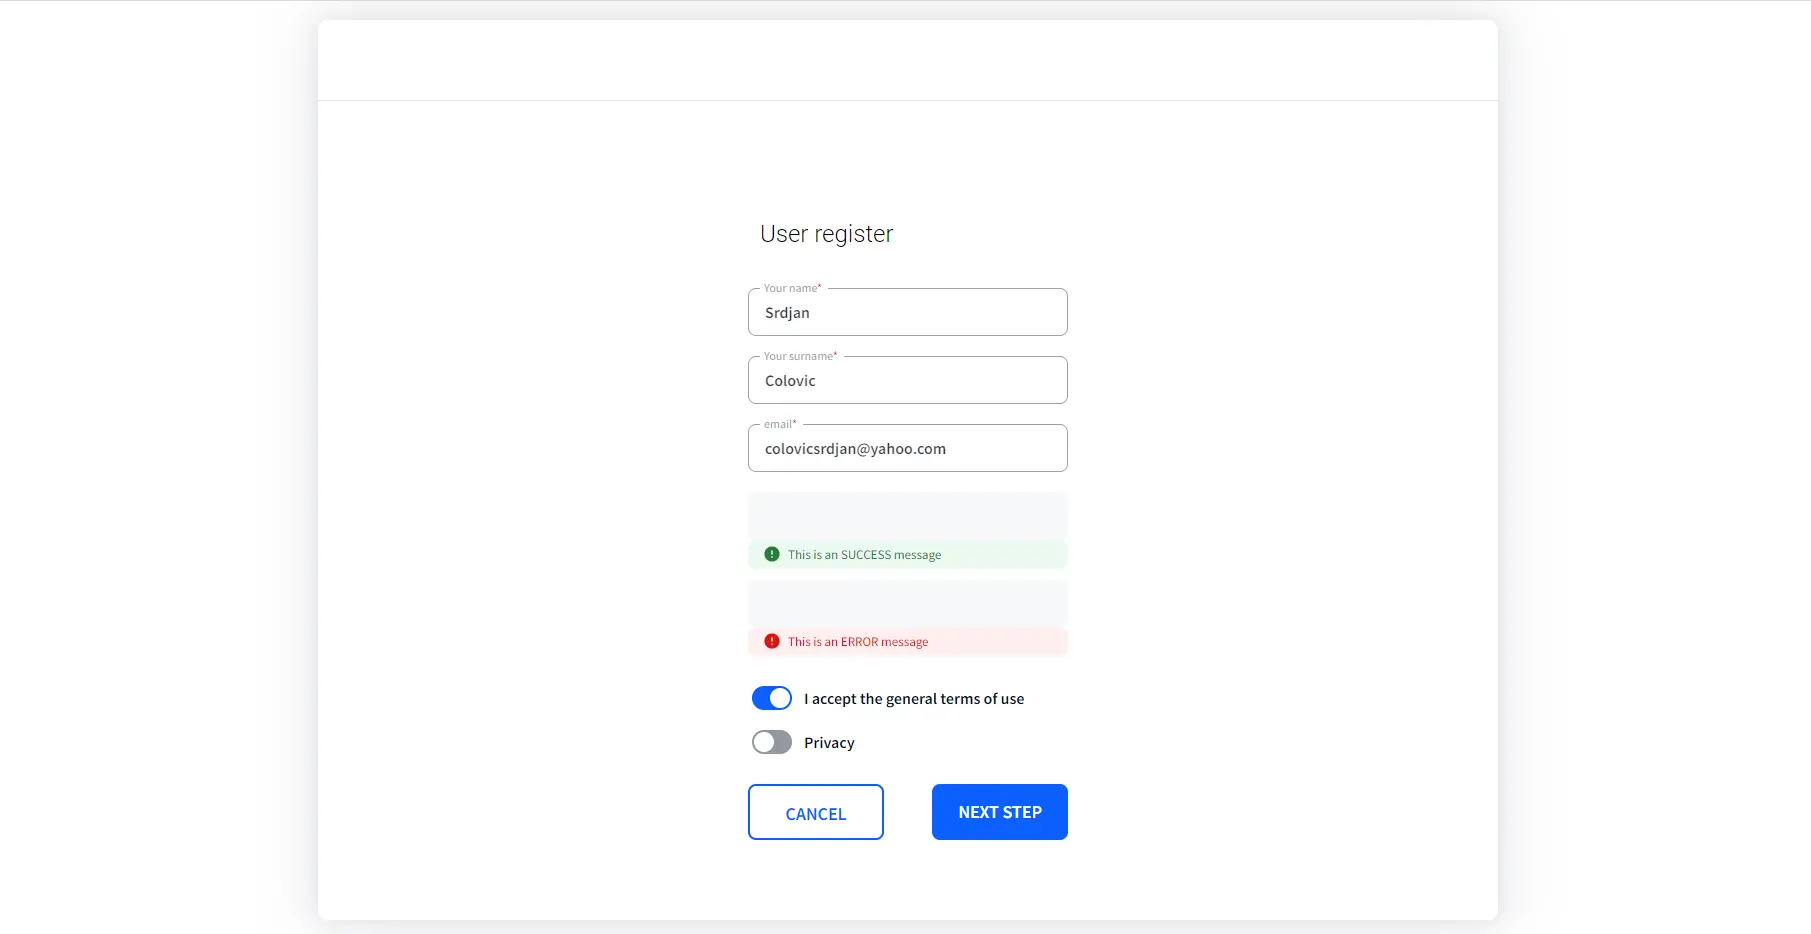 User register
Your name*
Srdjan
Your surname*
Colovic
email*
colovicsrdjan@yahoo.com
This is an SUCCESS message
This is an ERROR message
I accept the general terms of use
Privacy
CANCEL
NEXT STEP